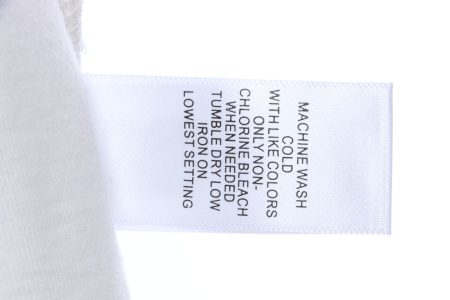 MACHINE WASH
COLD
WITH LIKE COLORS
ONLY NON-
CHLORINE BLEACH
WHEN NEEDED
TUMBLE DRY LOW
IRON ON
LOWEST SETTING